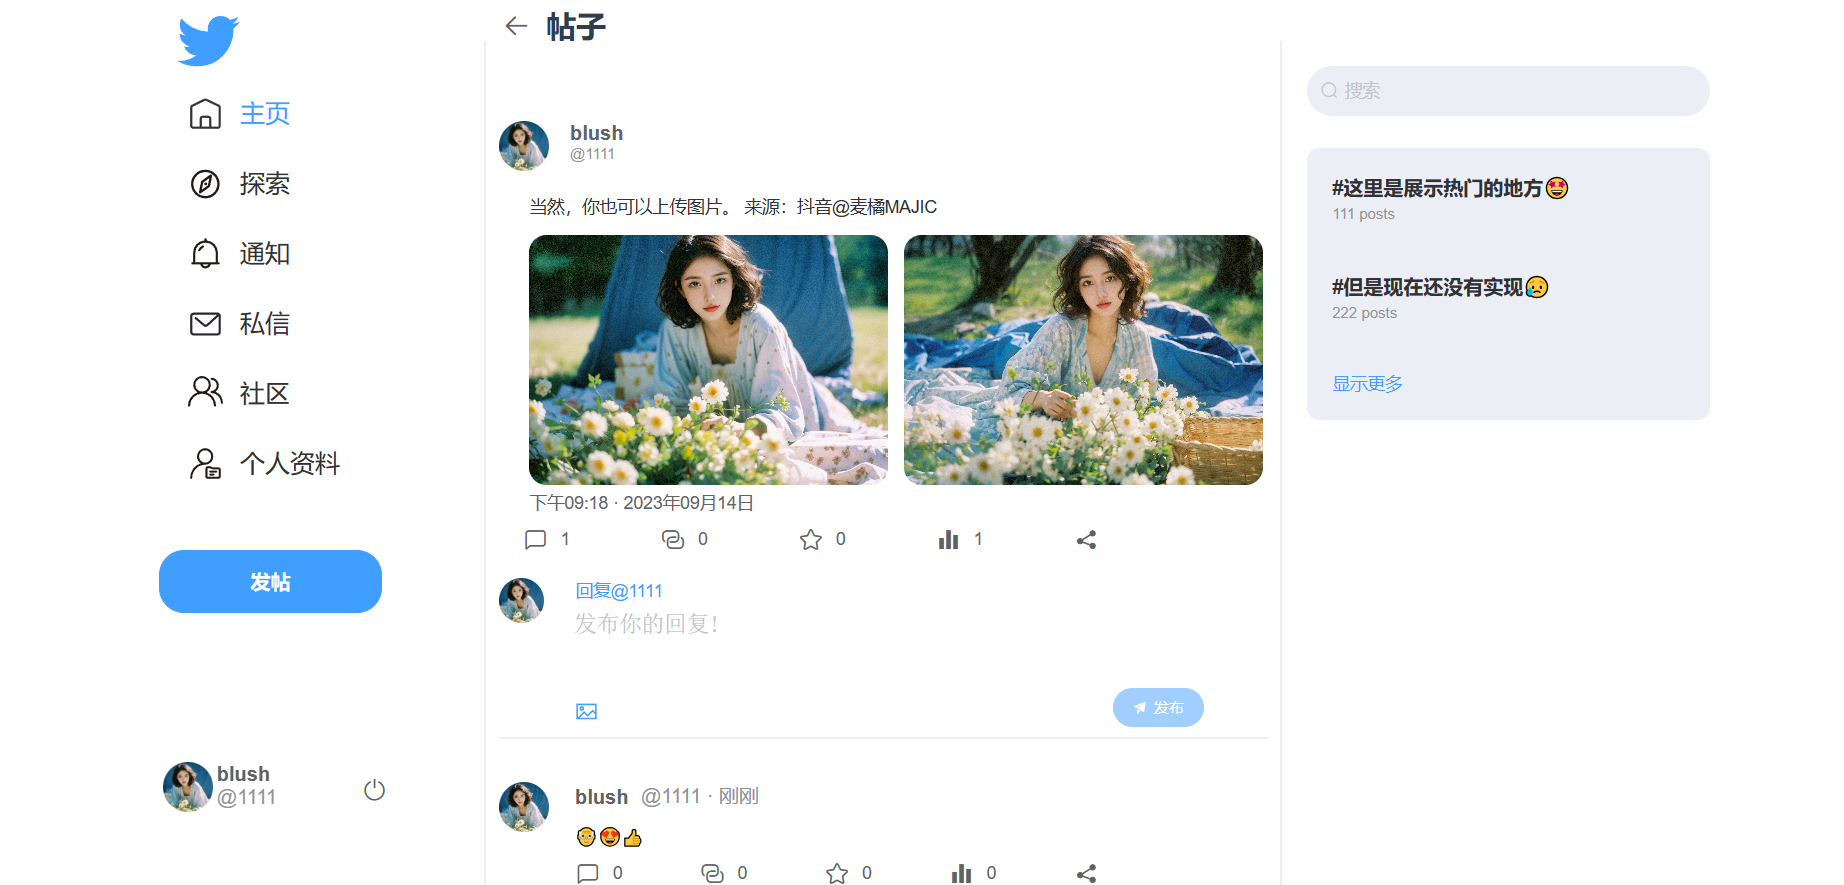 主页
探索
通知
私信
社区
个人资料
发帖
blush
@1111
帖子
blush
@1111
当然，你也可以上传图片。 来源：抖音@麦橘MAJIC
下午09:18 · 2023年09月14日
1 0 0 1
回复@1111
发布你的回复！
发布
blush @1111 · 刚刚
🧓😍👍
0 0 0 0
搜索
#这里是展示热门的地方🤩
111 posts
#但是现在还没有实现😥
222 posts
显示更多